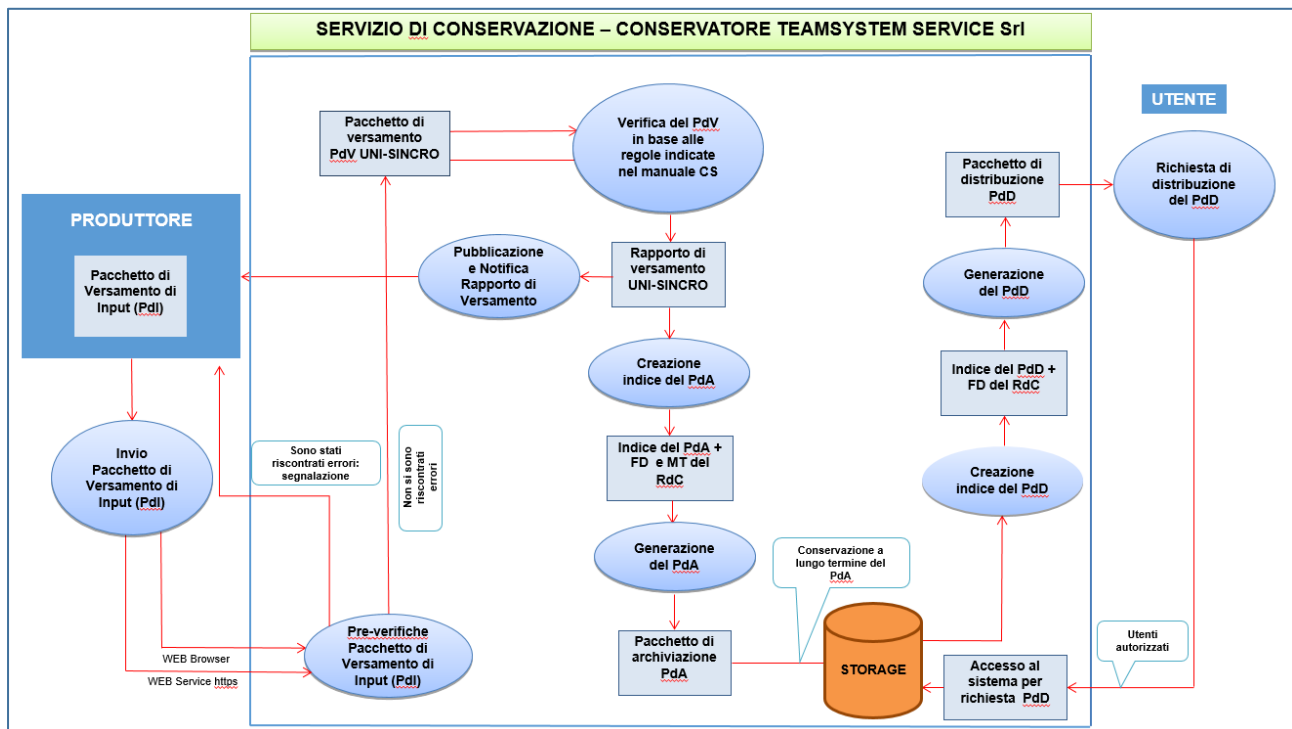 SERVIZIO DI CONSERVAZIONE – CONSERVATORE TEAMSYSTEM SERVICE Srl
PRODUTTORE
Pacchetto di
Versamento di
Input (PdI)
Invio
Pacchetto di
Versamento di
Input (PdI)
WEB Browser
WEB Service https
Sono stati
riscontrati errori:
segnalazione
Non si sono
riscontrati
errori
Pre-verifiche
Pacchetto di
Versamento di
Input (PdI)
Pacchetto di
versamento
PdV UNI-SINCRO
Verifica del PdV
in base alle
regole indicate
nel manuale CS
Rapporto di
versamento
UNI-SINCRO
Pubblicazione
e Notifica
Rapporto di
Versamento
Creazione
indice del PdA
Indice del PdA +
FD e MT del
RdC
Generazione
del PdA
Pacchetto di
archiviazione
PdA
Conservazione a
lungo termine del
PdA
STORAGE
Creazione
indice del PdD
Indice del PdD +
FD del RdC
Generazione
del PdD
Pacchetto di
distribuzione
PdD
UTENTE
Richiesta di
distribuzione
del PdD
Utenti
autorizzati
Accesso al
sistema per
richiesta PdD